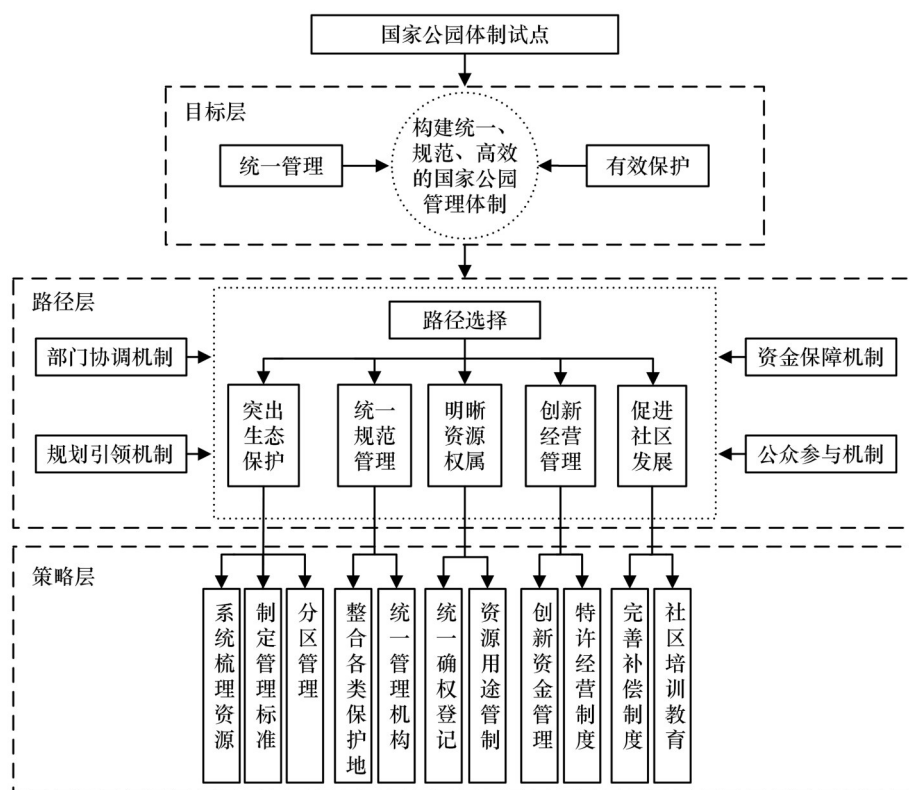 国家公园体制试点
目标层
构建统一、
规范、高效
的国家公园
管理体制
统一管理
有效保护
路径层
路径选择
部门协调机制
资金保障机制
突出
生态
保护
统一
规范
管理
明晰
资源
权属
创新
经营
管理
促进
社区
发展
规划引领机制
公众参与机制
策略层
系统梳理资源
制定管理标准
分区管理
整合各类保护地
统一管理机构
统一确权登记
资源用途管制
创新资金管理
特许经营制度
完善补偿制度
社区培训教育